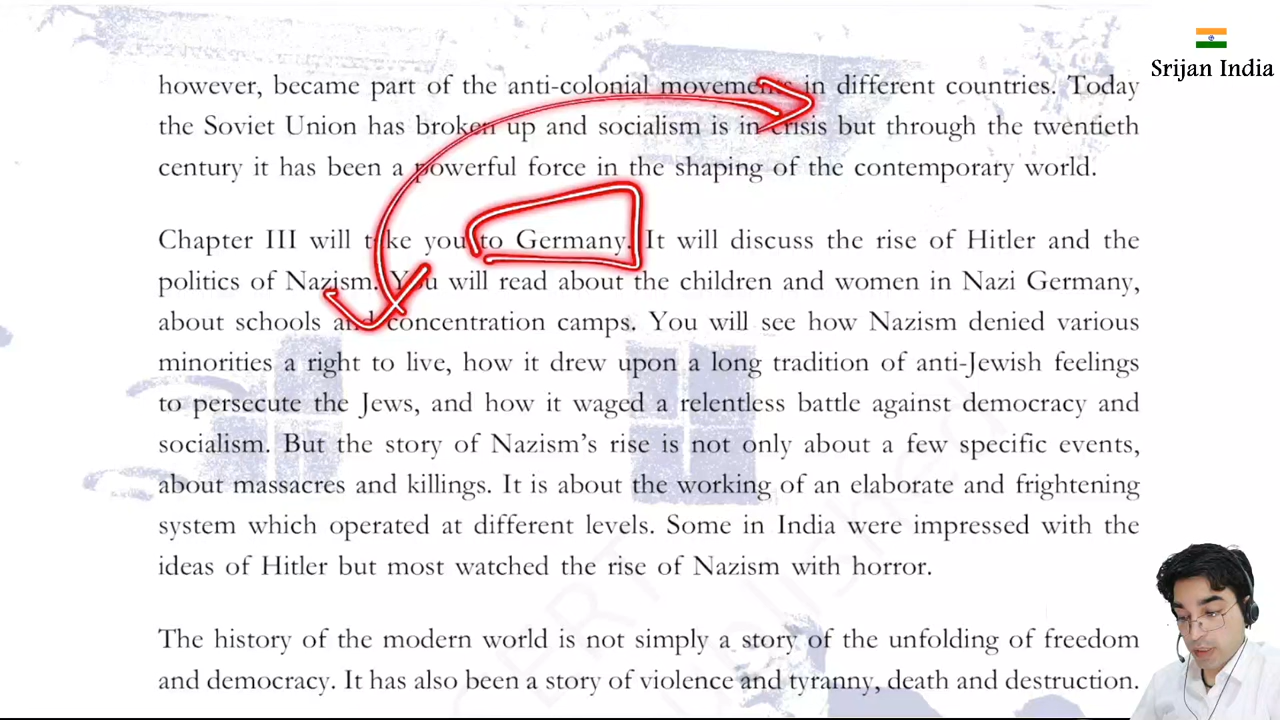 Srijan India
however, became part of the anti-colonial movements in different countries. Today
the Soviet Union has broken up and socialism is in crisis but through the twentieth
century it has been a powerful force in the shaping of the contemporary world.
Chapter III will take you to Germany. It will discuss the rise of Hitler and the
politics of Nazism. You will read about the children and women in Nazi Germany,
about schools and concentration camps. You will see how Nazism denied various
minorities a right to live, how it drew upon a long tradition of anti-Jewish feelings
to persecute the Jews, and how it waged a relentless battle against democracy and
socialism. But the story of Nazism's rise is not only about a few specific events,
about massacres and killings. It is about the working of an elaborate and frightening
system which operated at different levels. Some in India were impressed with the
ideas of Hitler but most watched the rise of Nazism with horror.
The history of the modern world is not simply a story of the unfolding of freedom
and democracy. It has also been a story of violence and tyranny, death and destruction.